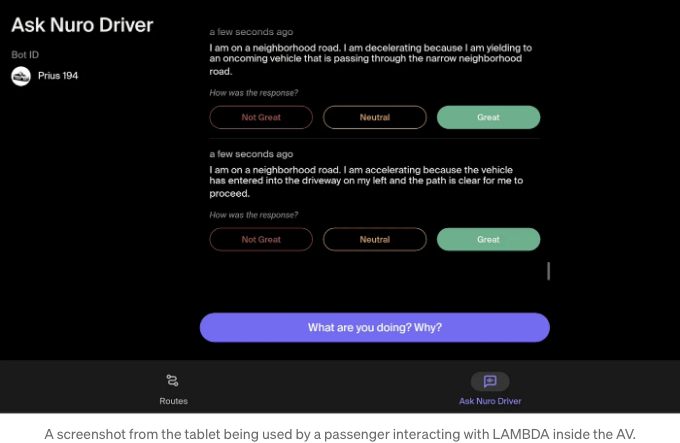 Ask Nuro Driver
Bot ID
Prius 194
a few seconds ago
I am on a neighborhood road. I am decelerating because I am yielding to
an oncoming vehicle that is passing through the narrow neighborhood
road.
How was the response?
Not Great
Neutral
Great
a few seconds ago
I am on a neighborhood road. I am accelerating because the vehicle
has entered into the driveway on my left and the path is clear for me to
proceed.
How was the response?
Not Great
Neutral
Great
What are you doing? Why?
Routes
Ask Nuro Driver
A screenshot from the tablet being used by a passenger interacting with LAMBDA inside the AV.